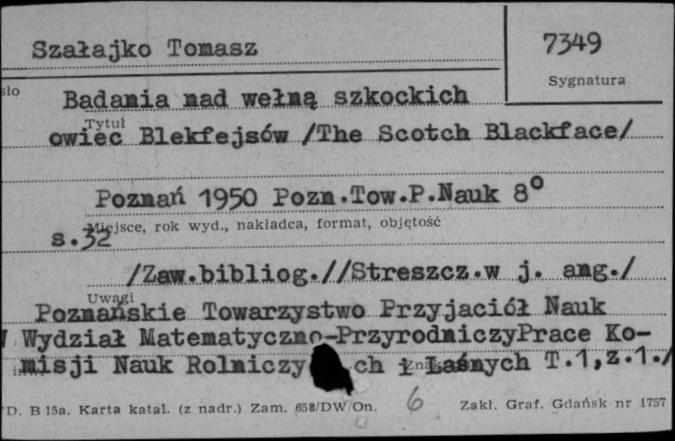 Szałajko Tomasz
7349
Sygnatura
sło
Badania nad wełną szkockich
Tytuł
owiec Blekfejsów /The Scotch Blackface/
Poznań 1950 Pozn.Tow.P.Nauk 8°
Miejsce, rok wyd., nakładca, format, objętość
s.32
/Zaw.bibliog.//Streszcz.w j. ang./
Uwagi
Poznańskie Towarzystwo Przyjaciół Nauk
Wydział Matematyczno-PrzyrodniczyPrace Ko-
misji Nauk Rolniczych i Leśnych T.1,z.1./
D. B 15a. Karta katal. (z nadr.) Zam. 658/DW/On.
6
Zakł. Graf. Gdańsk nr 1757